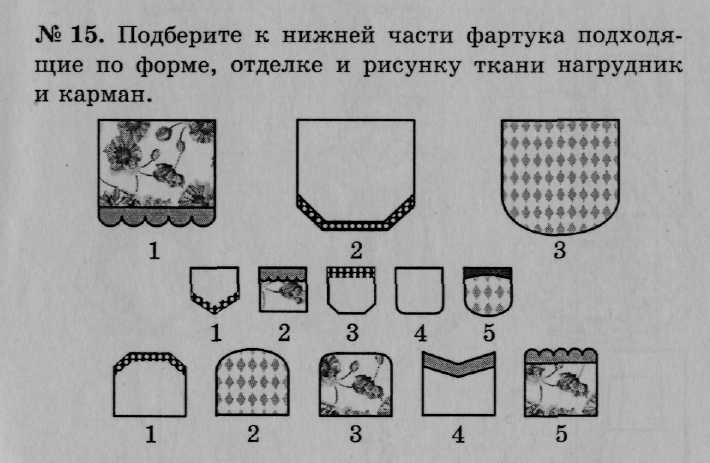 № 15. Подберите к нижней части фартука подходя-
щие по форме, отделке и рисунку ткани нагрудник
и карман.
1 2 3
1 2 3 4 5
1 2 3 4 5